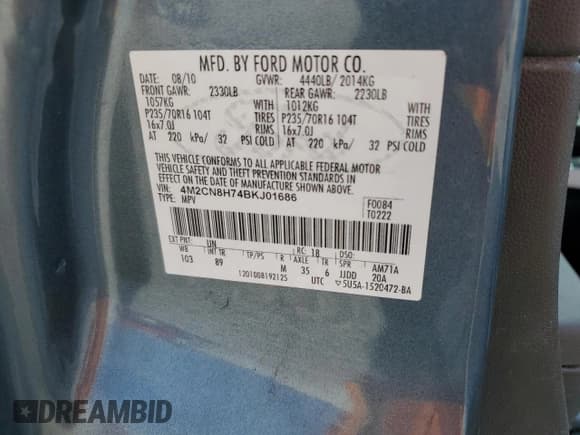 MFD. BY FORD MOTOR CO.
DATE: 08/10 GVWR: 4440LB/ 2014KG
FRONT GAWR: 2330LB REAR GAWR: 2230LB
1057KG WITH 1012KG WITH
P235/70R16 104T TIRES P235/70R16 104T TIRES
16x7.0J RIMS 16x7.0J RIMS
AT 220 kPa/ 32 PSI COLD AT 220 kPa/ 32 PSI COLD
THIS VEHICLE CONFORMS TO ALL APPLICABLE FEDERAL MOTOR
VEHICLE SAFETY AND THEFT PREVENTION STANDARDS IN
EFFECT ON THE DATE OF MANUFACTURE SHOWN ABOVE.
VIN: 4M2CN8H74BKJ01686 F0084
TYPE: MPV T0222
EXT PNT: UN RC: 18 DSO:
WB INT TR TP/PS R AXLE TR SPR AM71A
103 89 M 35 6 JJDD 20A
1201008192125 UTC ▽5U5A-1520472-BA
DREAMBID